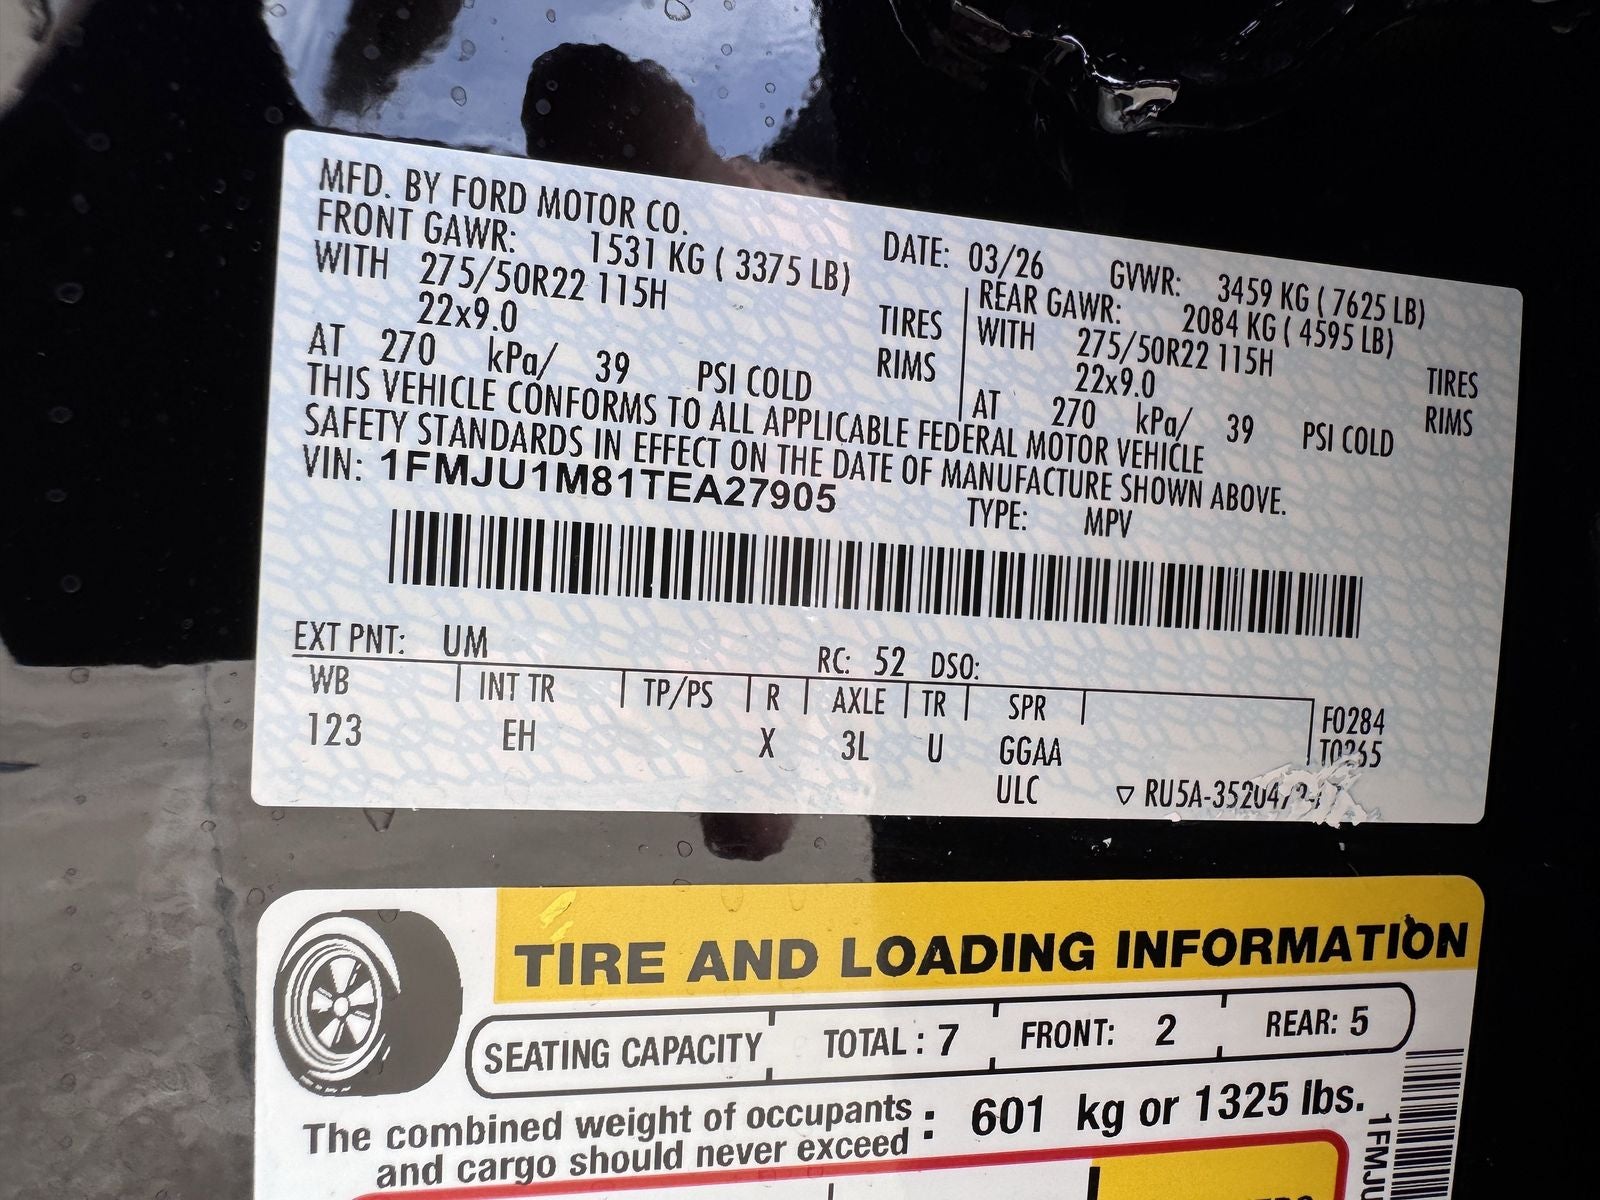 MFD. BY FORD MOTOR CO.
DATE: 03/26 GVWR: 3459 KG ( 7625 LB)
FRONT GAWR: 1531 KG ( 3375 LB)
REAR GAWR: 2084 KG ( 4595 LB)
WITH 275/50R22 115H TIRES
WITH 275/50R22 115H TIRES
22x9.0 RIMS
22x9.0 RIMS
AT 270 kPa/ 39 PSI COLD
AT 270 kPa/ 39 PSI COLD
THIS VEHICLE CONFORMS TO ALL APPLICABLE FEDERAL MOTOR VEHICLE
SAFETY STANDARDS IN EFFECT ON THE DATE OF MANUFACTURE SHOWN ABOVE.
VIN: 1FMJU1M81TEA27905
TYPE: MPV
EXT PNT: UM RC: 52 DSO:
WB INT TR TP/PS R AXLE TR SPR
F0284
123 EH X 3L U GGAA
T0265
ULC ▽ RU5A-3520472-
TIRE AND LOADING INFORMATION
SEATING CAPACITY TOTAL : 7 FRONT: 2 REAR: 5
The combined weight of occupants
and cargo should never exceed : 601 kg or 1325 lbs.
1FMJU